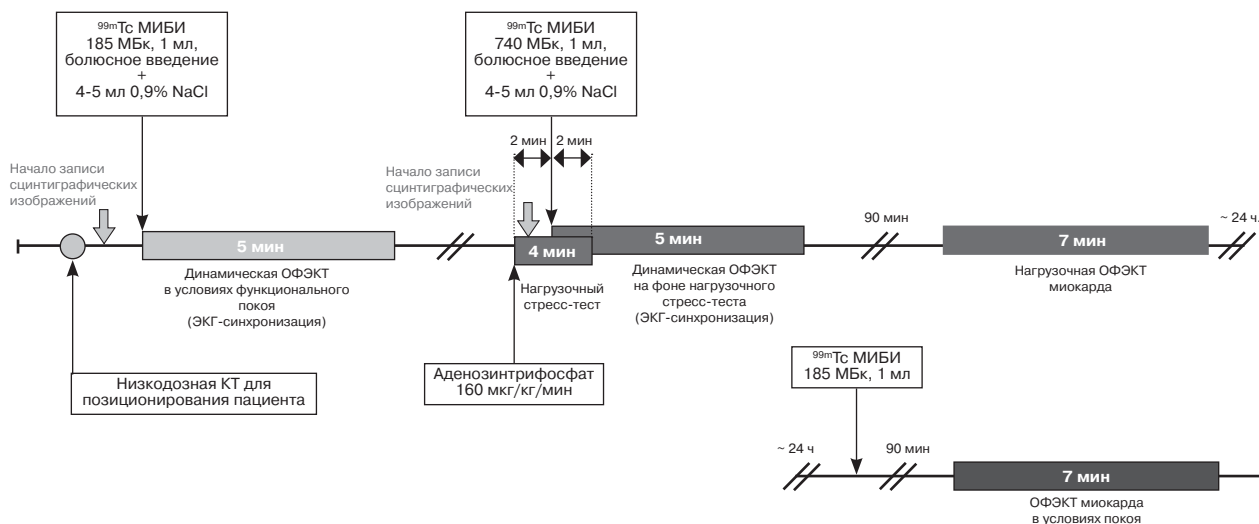 ⁹⁹ᵐTc МИБИ
185 МБк, 1 мл,
болюсное введение
+
4-5 мл 0,9% NaCl
⁹⁹ᵐTc МИБИ
740 МБк, 1 мл,
болюсное введение
+
4-5 мл 0,9% NaCl
2 мин
2 мин
Начало записи
сцинтиграфических
изображений
Начало записи
сцинтиграфических
изображений
90 мин
~ 24 ч.
5 мин
4 мин
5 мин
7 мин
Динамическая ОФЭКТ
в условиях функционального
покоя
(ЭКГ-синхронизация)
Нагрузочный
стресс-тест
Динамическая ОФЭКТ
на фоне нагрузочного
стресс-теста
(ЭКГ-синхронизация)
Нагрузочная ОФЭКТ
миокарда
Низкодозная КТ для
позиционирования пациента
Аденозинтрифосфат
160 мкг/кг/мин
⁹⁹ᵐTc МИБИ
185 МБк, 1 мл
~ 24 ч
90 мин
7 мин
ОФЭКТ миокарда
в условиях покоя